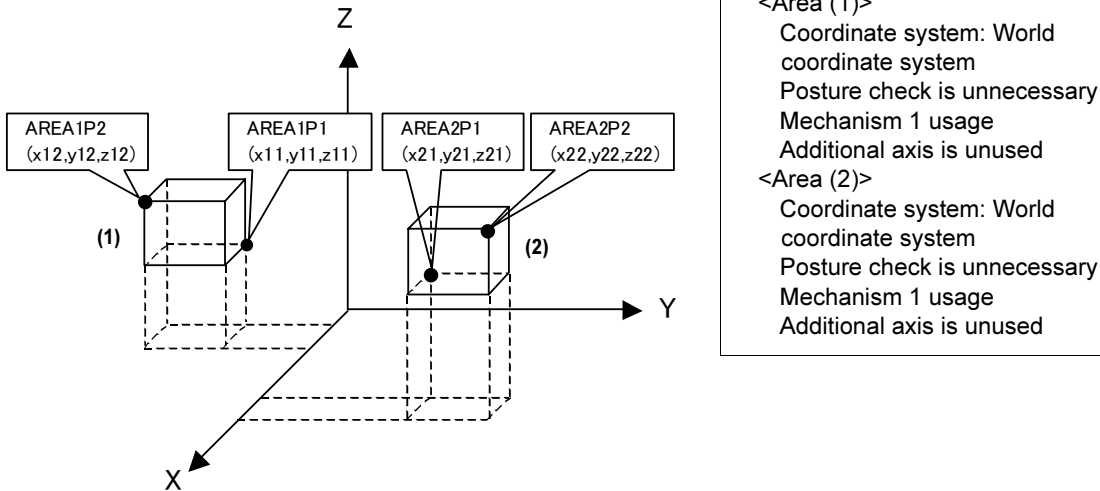 Z
AREA1P2
(x12,y12,z12)
AREA1P1
(x11,y11,z11)
AREA2P1
(x21,y21,z21)
AREA2P2
(x22,y22,z22)
(1)
(2)
Y
X
<Area (1)>
Coordinate system: World
coordinate system
Posture check is unnecessary
Mechanism 1 usage
Additional axis is unused
<Area (2)>
Coordinate system: World
coordinate system
Posture check is unnecessary
Mechanism 1 usage
Additional axis is unused